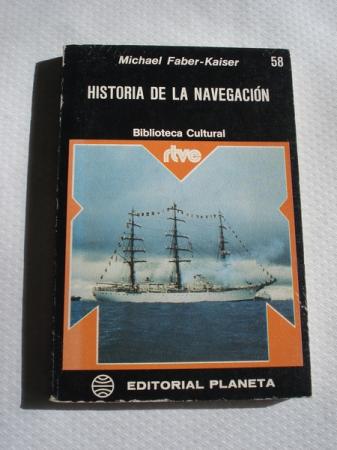 Michael Faber-Kaiser 58
HISTORIA DE LA NAVEGACIÓN
Biblioteca Cultural
rtve
EDITORIAL PLANETA